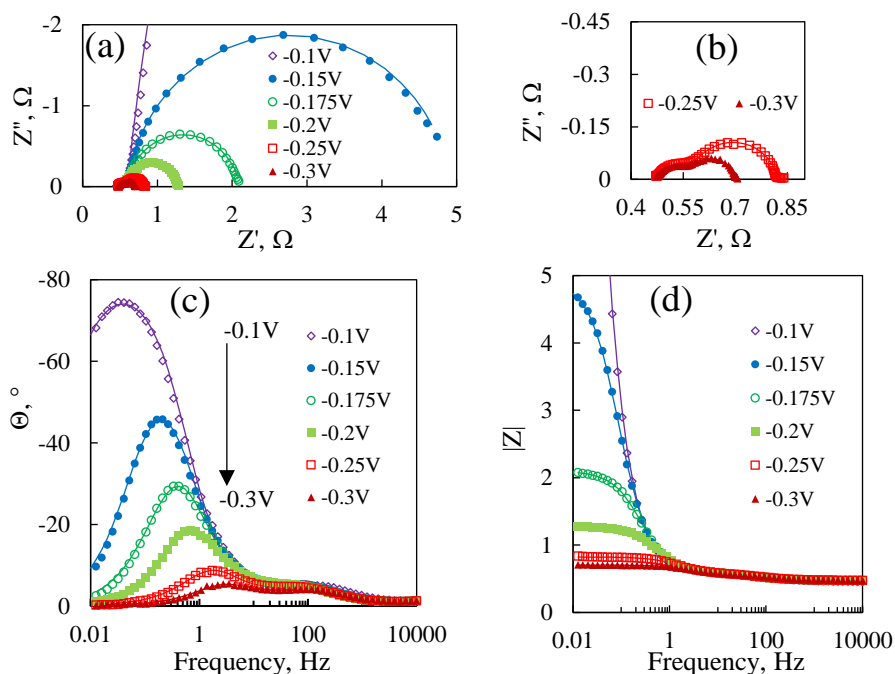 (a)
-2
-1
0
Z", Ω
-0.1V
-0.15V
-0.175V
-0.2V
-0.25V
-0.3V
0 1 2 3 4 5
Z', Ω
(b)
-0.45
-0.3
-0.15
0
Z", Ω
-0.25V -0.3V
0.4 0.55 0.7 0.85
Z', Ω
(c)
-80
-60
-40
-20
0
Θ, °
-0.1V
-0.3V
-0.1V
-0.15V
-0.175V
-0.2V
-0.25V
-0.3V
0.01 1 100 10000
Frequency, Hz
(d)
5
4
3
2
1
0
|Z|
-0.1V
-0.15V
-0.175V
-0.2V
-0.25V
-0.3V
0.01 0.1 1 100 10000
Frequency, Hz